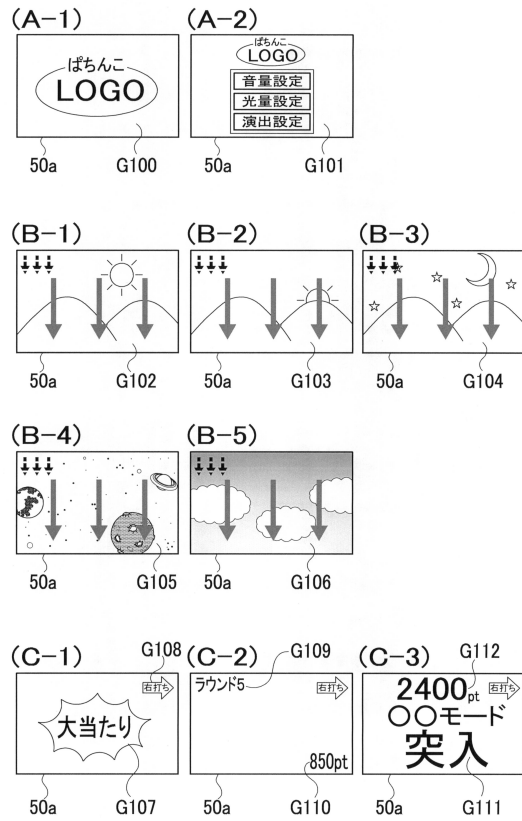 (A-1)
ぱちんこ
LOGO
50a
G100
(A-2)
ぱちんこ
LOGO
音量設定
光量設定
演出設定
50a
G101
(B-1)
50a
G102
(B-2)
50a
G103
(B-3)
50a
G104
(B-4)
50a
G105
(B-5)
50a
G106
(C-1)
G108
右打ち
大当たり
50a
G107
(C-2)
G109
ラウンド5
右打ち
850pt
50a
G110
(C-3)
G112
2400pt
右打ち
○○モード
突入
50a
G111